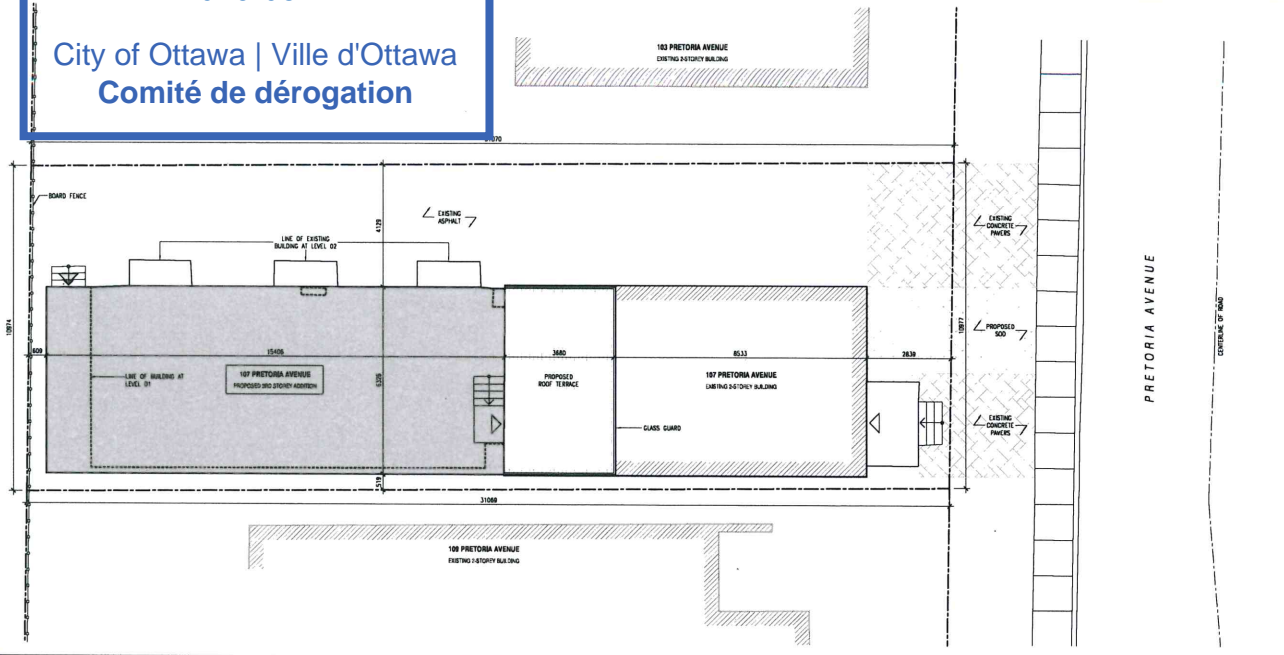 City of Ottawa | Ville d'Ottawa
Comité de dérogation
103 PRETORIA AVENUE
EXISTING 2-STOREY BUILDING
BOARD FENCE
EXISTING
ASPHALT
4129
LINE OF EXISTING
BUILDING AT LEVEL 02
EXISTING
CONCRETE
PAVERS
10974
609
15406
3680
8533
2839
10977
PROPOSED
SOD
LINE OF BUILDING AT
LEVEL 01
107 PRETORIA AVENUE
PROPOSED 3RD STOREY ADDITION
PROPOSED
ROOF TERRACE
107 PRETORIA AVENUE
EXISTING 2-STOREY BUILDING
GLASS GUARD
EXISTING
CONCRETE
PAVERS
519
31069
109 PRETORIA AVENUE
EXISTING 2-STOREY BUILDING
PRETORIA AVENUE
CENTERLINE OF ROAD